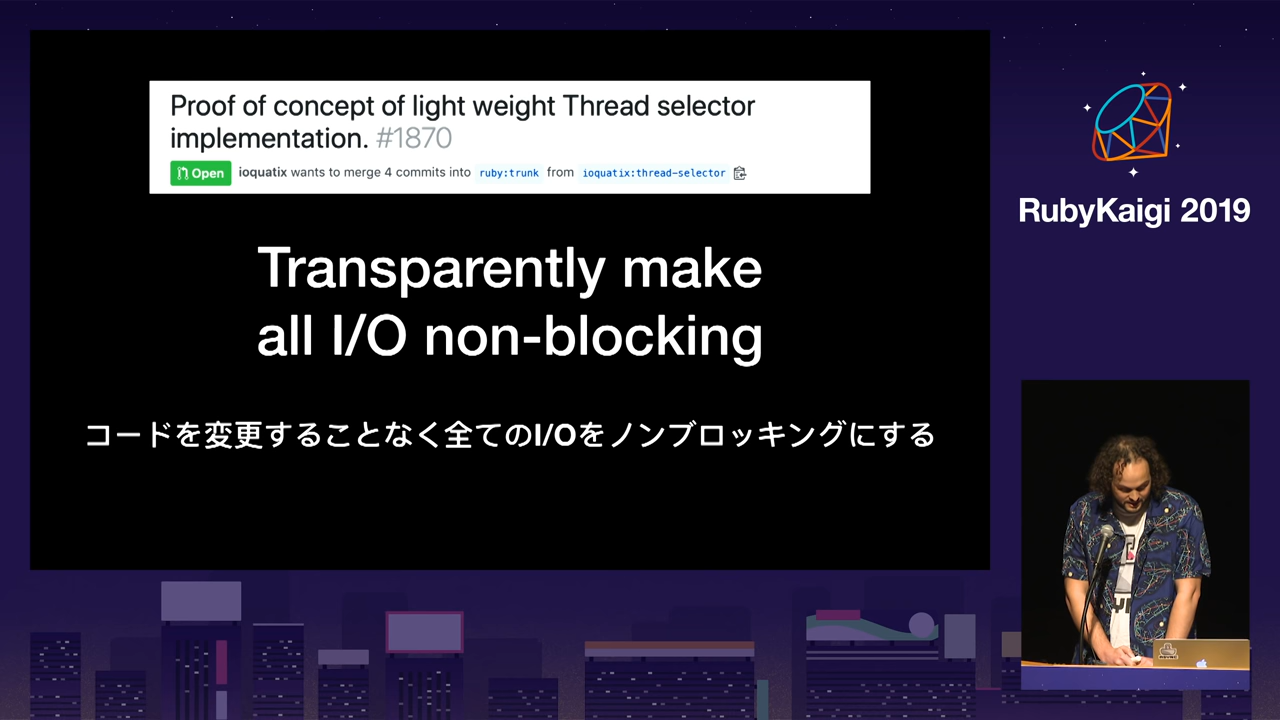 Proof of concept of light weight Thread selector
implementation. #1870
Open ioquatix wants to merge 4 commits into ruby:trunk from ioquatix:thread-selector
Transparently make
all I/O non-blocking
コードを変更することなく全てのI/Oをノンブロッキングにする
RubyKaigi 2019